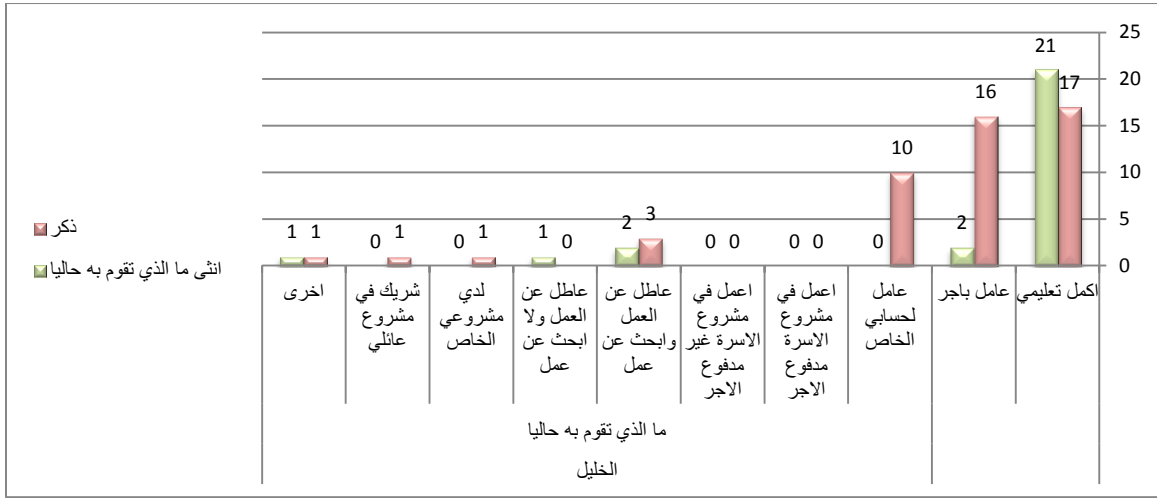 25
20
15
10
5
0
21
17
2
16
0
10
0 0
0 0
2
3
1
0
0
1
0
1
1
1
ذكر
انثى ما الذي تقوم به حاليا
اكمل تعليمي
عامل باجر
عامل
لحسابي
الخاص
اعمل في
مشروع
الاسرة
مدفوع
الاجر
اعمل في
مشروع
الاسرة غير
مدفوع
الاجر
عاطل عن
العمل
وابحث عن
عمل
عاطل عن
العمل ولا
ابحث عن
عمل
لدي
مشروعي
الخاص
شريك في
مشروع
عائلي
اخرى
ما الذي تقوم به حاليا
الخليل